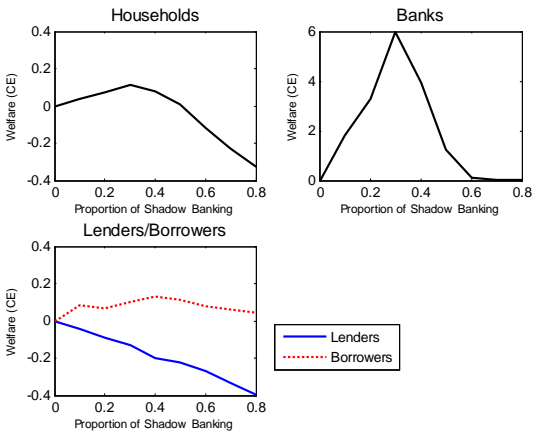 Households
0.4
0.2
0
-0.2
-0.4
Welfare (CE)
0 0.2 0.4 0.6 0.8
Proportion of Shadow Banking
Banks
6
4
2
0
Welfare (CE)
0 0.2 0.4 0.6 0.8
Proportion of Shadow Banking
Lenders/Borrowers
0.4
0.2
0
-0.2
-0.4
Welfare (CE)
0 0.2 0.4 0.6 0.8
Proportion of Shadow Banking
Lenders
Borrowers